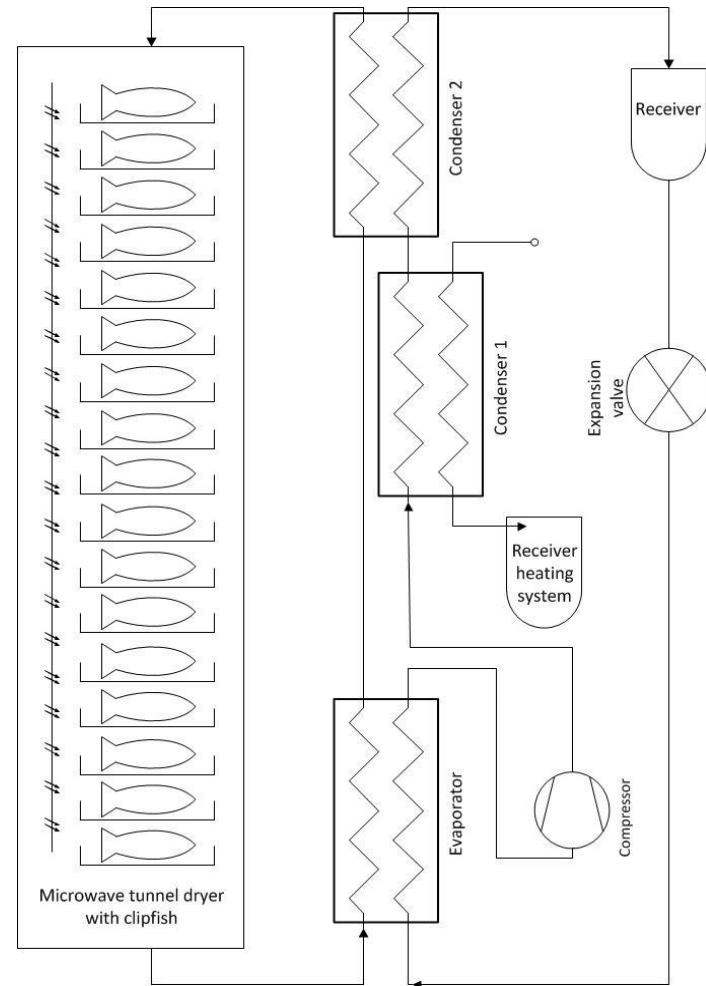 Condenser 2
Receiver
Condenser 1
Expansion
valve
Receiver
heating
system
Evaporator
Compressor
Microwave tunnel dryer
with clipfish